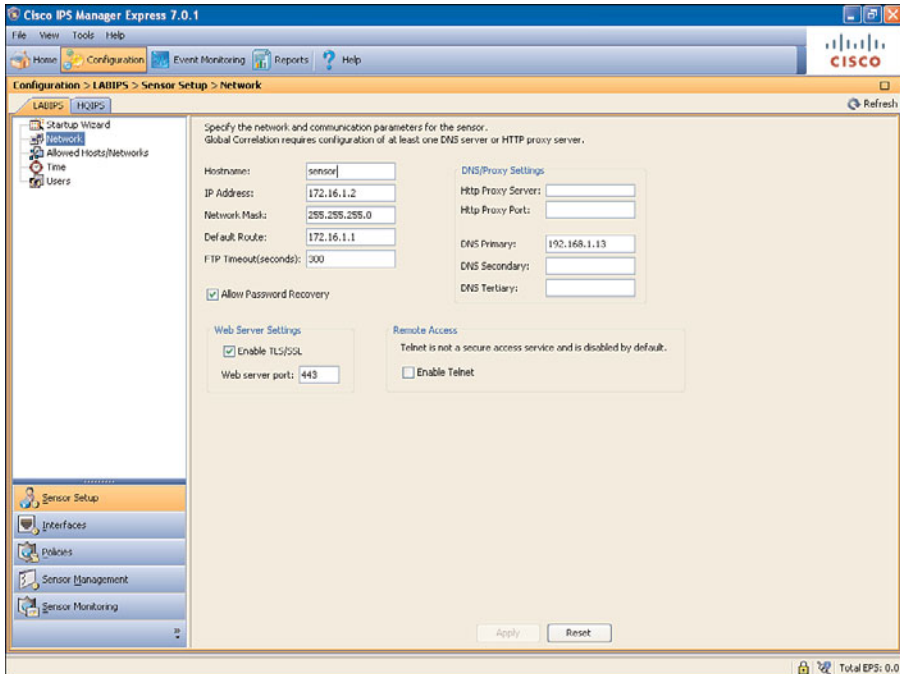 Cisco IPS Manager Express 7.0.1
File View Tools Help
Home Configuration Event Monitoring Reports Help
CISCO
Configuration > LABIPS > Sensor Setup > Network
LABIPS HQIPS Refresh
Startup Wizard
Network
Allowed Hosts/Networks
Time
Users
Specify the network and communication parameters for the sensor.
Global Correlation requires configuration of at least one DNS server or HTTP proxy server.
Hostname: sensor
IP Address: 172.16.1.2
Network Mask: 255.255.255.0
Default Route: 172.16.1.1
FTP Timeout(seconds): 300
Allow Password Recovery
DNS/Proxy Settings
Http Proxy Server:
Http Proxy Port:
DNS Primary: 192.168.1.13
DNS Secondary:
DNS Tertiary:
Web Server Settings
Enable TLS/SSL
Web server port: 443
Remote Access
Telnet is not a secure access service and is disabled by default.
Enable Telnet
Sensor Setup
Interfaces
Policies
Sensor Management
Sensor Monitoring
Apply Reset
Total EPS: 0.0